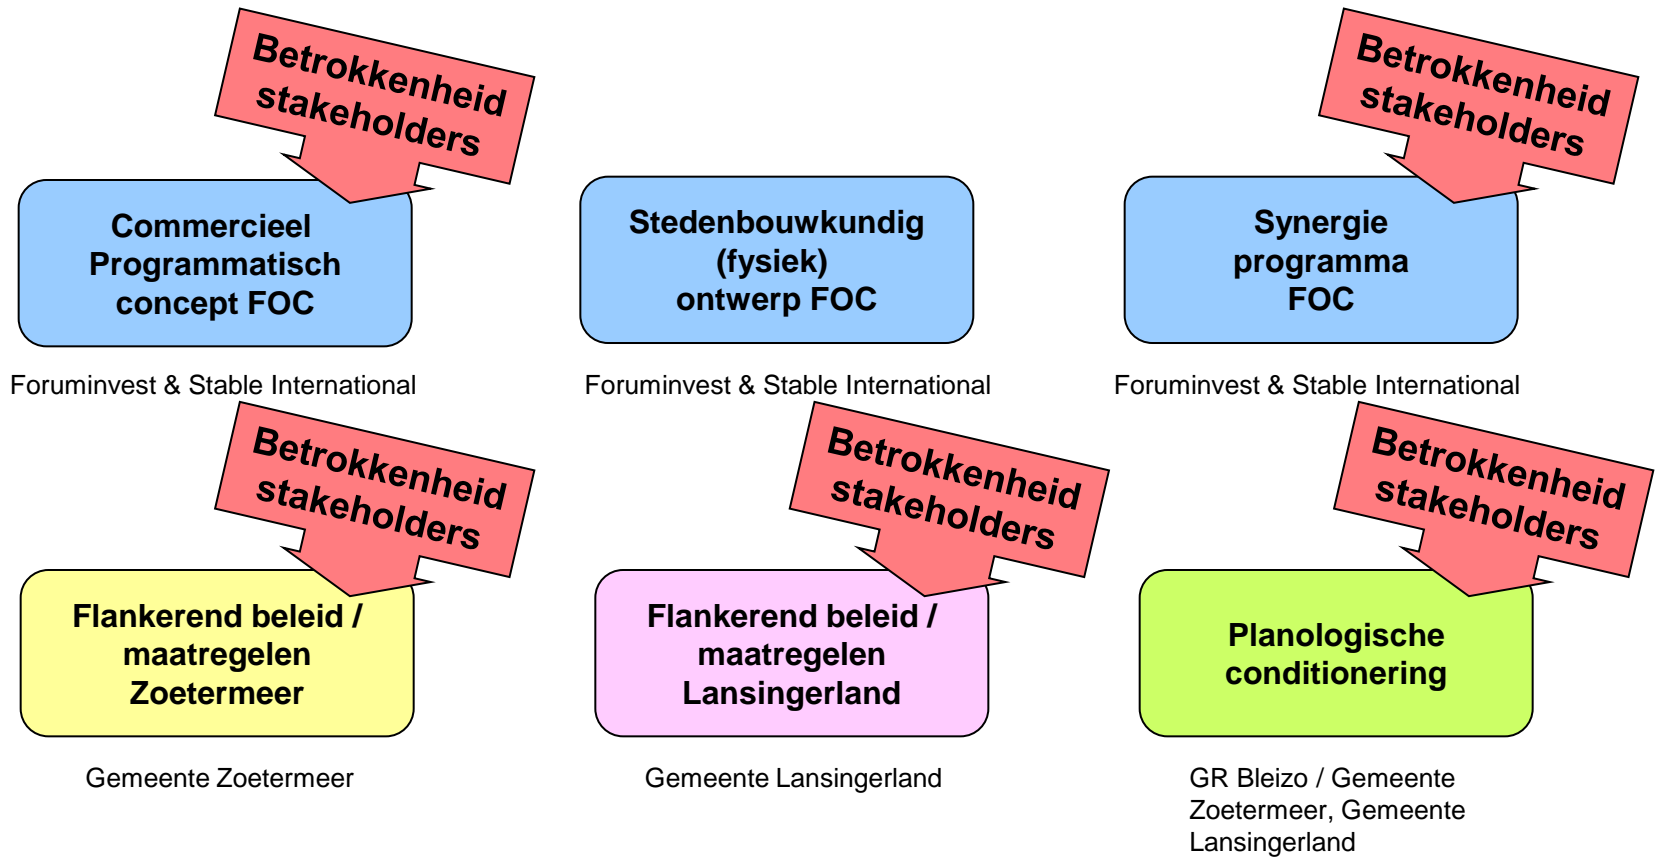 Betrokkenheid
stakeholders
Betrokkenheid
stakeholders
Commercieel
Programmatisch
concept FOC
Stedenbouwkundig
(fysiek)
ontwerp FOC
Synergie
programma
FOC
Foruminvest & Stable International
Foruminvest & Stable International
Foruminvest & Stable International
Betrokkenheid
stakeholders
Betrokkenheid
stakeholders
Betrokkenheid
stakeholders
Flankerend beleid /
maatregelen
Zoetermeer
Flankerend beleid /
maatregelen
Lansingerland
Planologische
conditionering
Gemeente Zoetermeer
Gemeente Lansingerland
GR Bleizo / Gemeente
Zoetermeer, Gemeente
Lansingerland